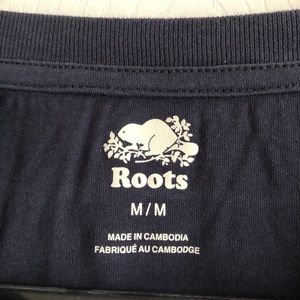 Roots
M/M
MADE IN CAMBODIA
FABRIQUÉ AU CAMBODGE